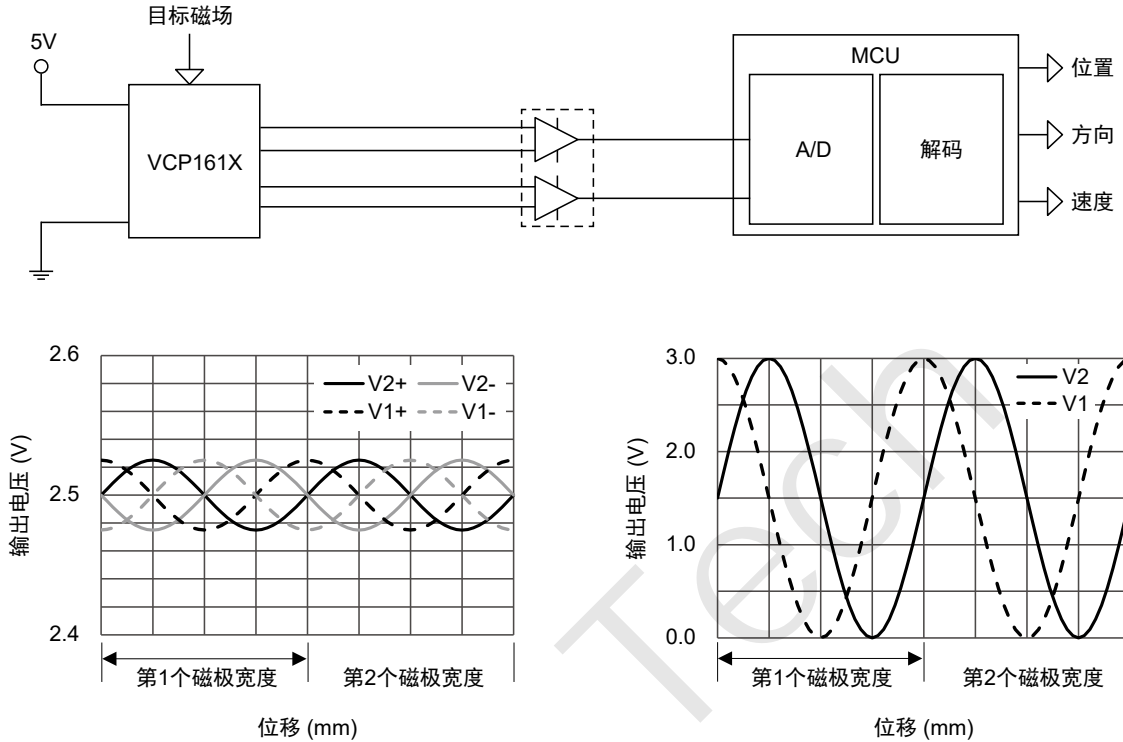 目标磁场
5V
VCP161X
MCU
A/D
解码
位置
方向
速度
2.6
2.5
2.4
输出电压 (V)
V2+ V2-
V1+ V1-
第1个磁极宽度 第2个磁极宽度
位移 (mm)
3.0
2.0
1.0
0.0
输出电压 (V)
V2
V1
第1个磁极宽度 第2个磁极宽度
位移 (mm)
Tech